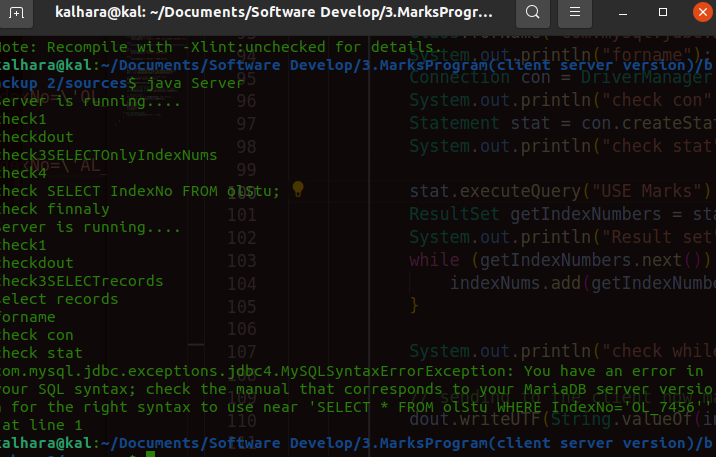 kalhara@kal: ~/Documents/Software Develop/3.MarksProgr...
Note: Recompile with -Xlint:unchecked for details.
kalhara@kal:~/Documents/Software Develop/3.MarksProgram(client server version)/b
ackup 2/sources$ java Server
server is running....
check1
checkdout
check3SELECTOnlyIndexNums
check4
check SELECT IndexNo FROM olStu;
check finnaly
server is running....
check1
checkdout
check3SELECTrecords
select records
forname
check con
check stat
com.mysql.jdbc.exceptions.jdbc4.MySQLSyntaxErrorException: You have an error in
your SQL syntax; check the manual that corresponds to your MariaDB server versio
n for the right syntax to use near 'SELECT * FROM olStu WHERE IndexNo='OL_7456''
at line 1
kalhara@kal:~/Documents/Software Develop/3.MarksProgram(client server version)/b
No=\'OL
No=\'AL_
94 System.out.println("forname");
95 Connection con = DriverManager
96 System.out.println("check con"
97 Statement stat = con.createStat
98 System.out.println("check stat"
99
100 stat.executeQuery("USE Marks")
101 ResultSet getIndexNumbers = sta
102 System.out.println("Result set"
103 while (getIndexNumbers.next())
104 indexNums.add(getIndexNumbe
105 }
106
107 System.out.println("check while
110 dout.writeUTF(String.valueOf(in